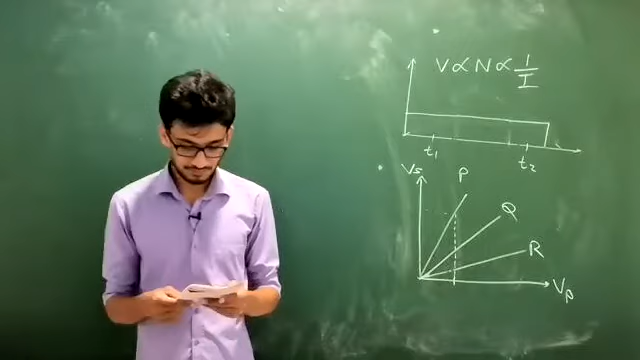 V ∝ N ∝ 1/I
t₁ t₂
Vs P
Q
R
Vp